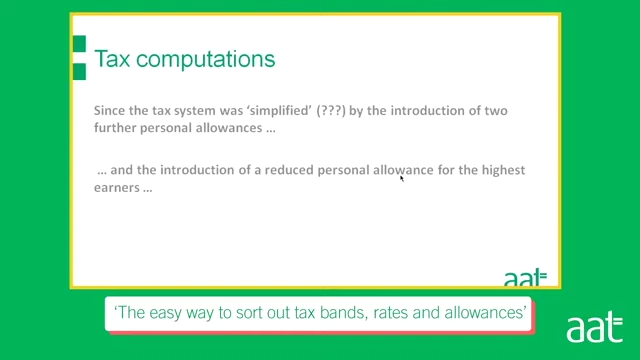 Tax computations
Since the tax system was ‘simplified’ (???) by the introduction of two
further personal allowances …
… and the introduction of a reduced personal allowance for the highest
earners …
aat
‘The easy way to sort out tax bands, rates and allowances’
aat